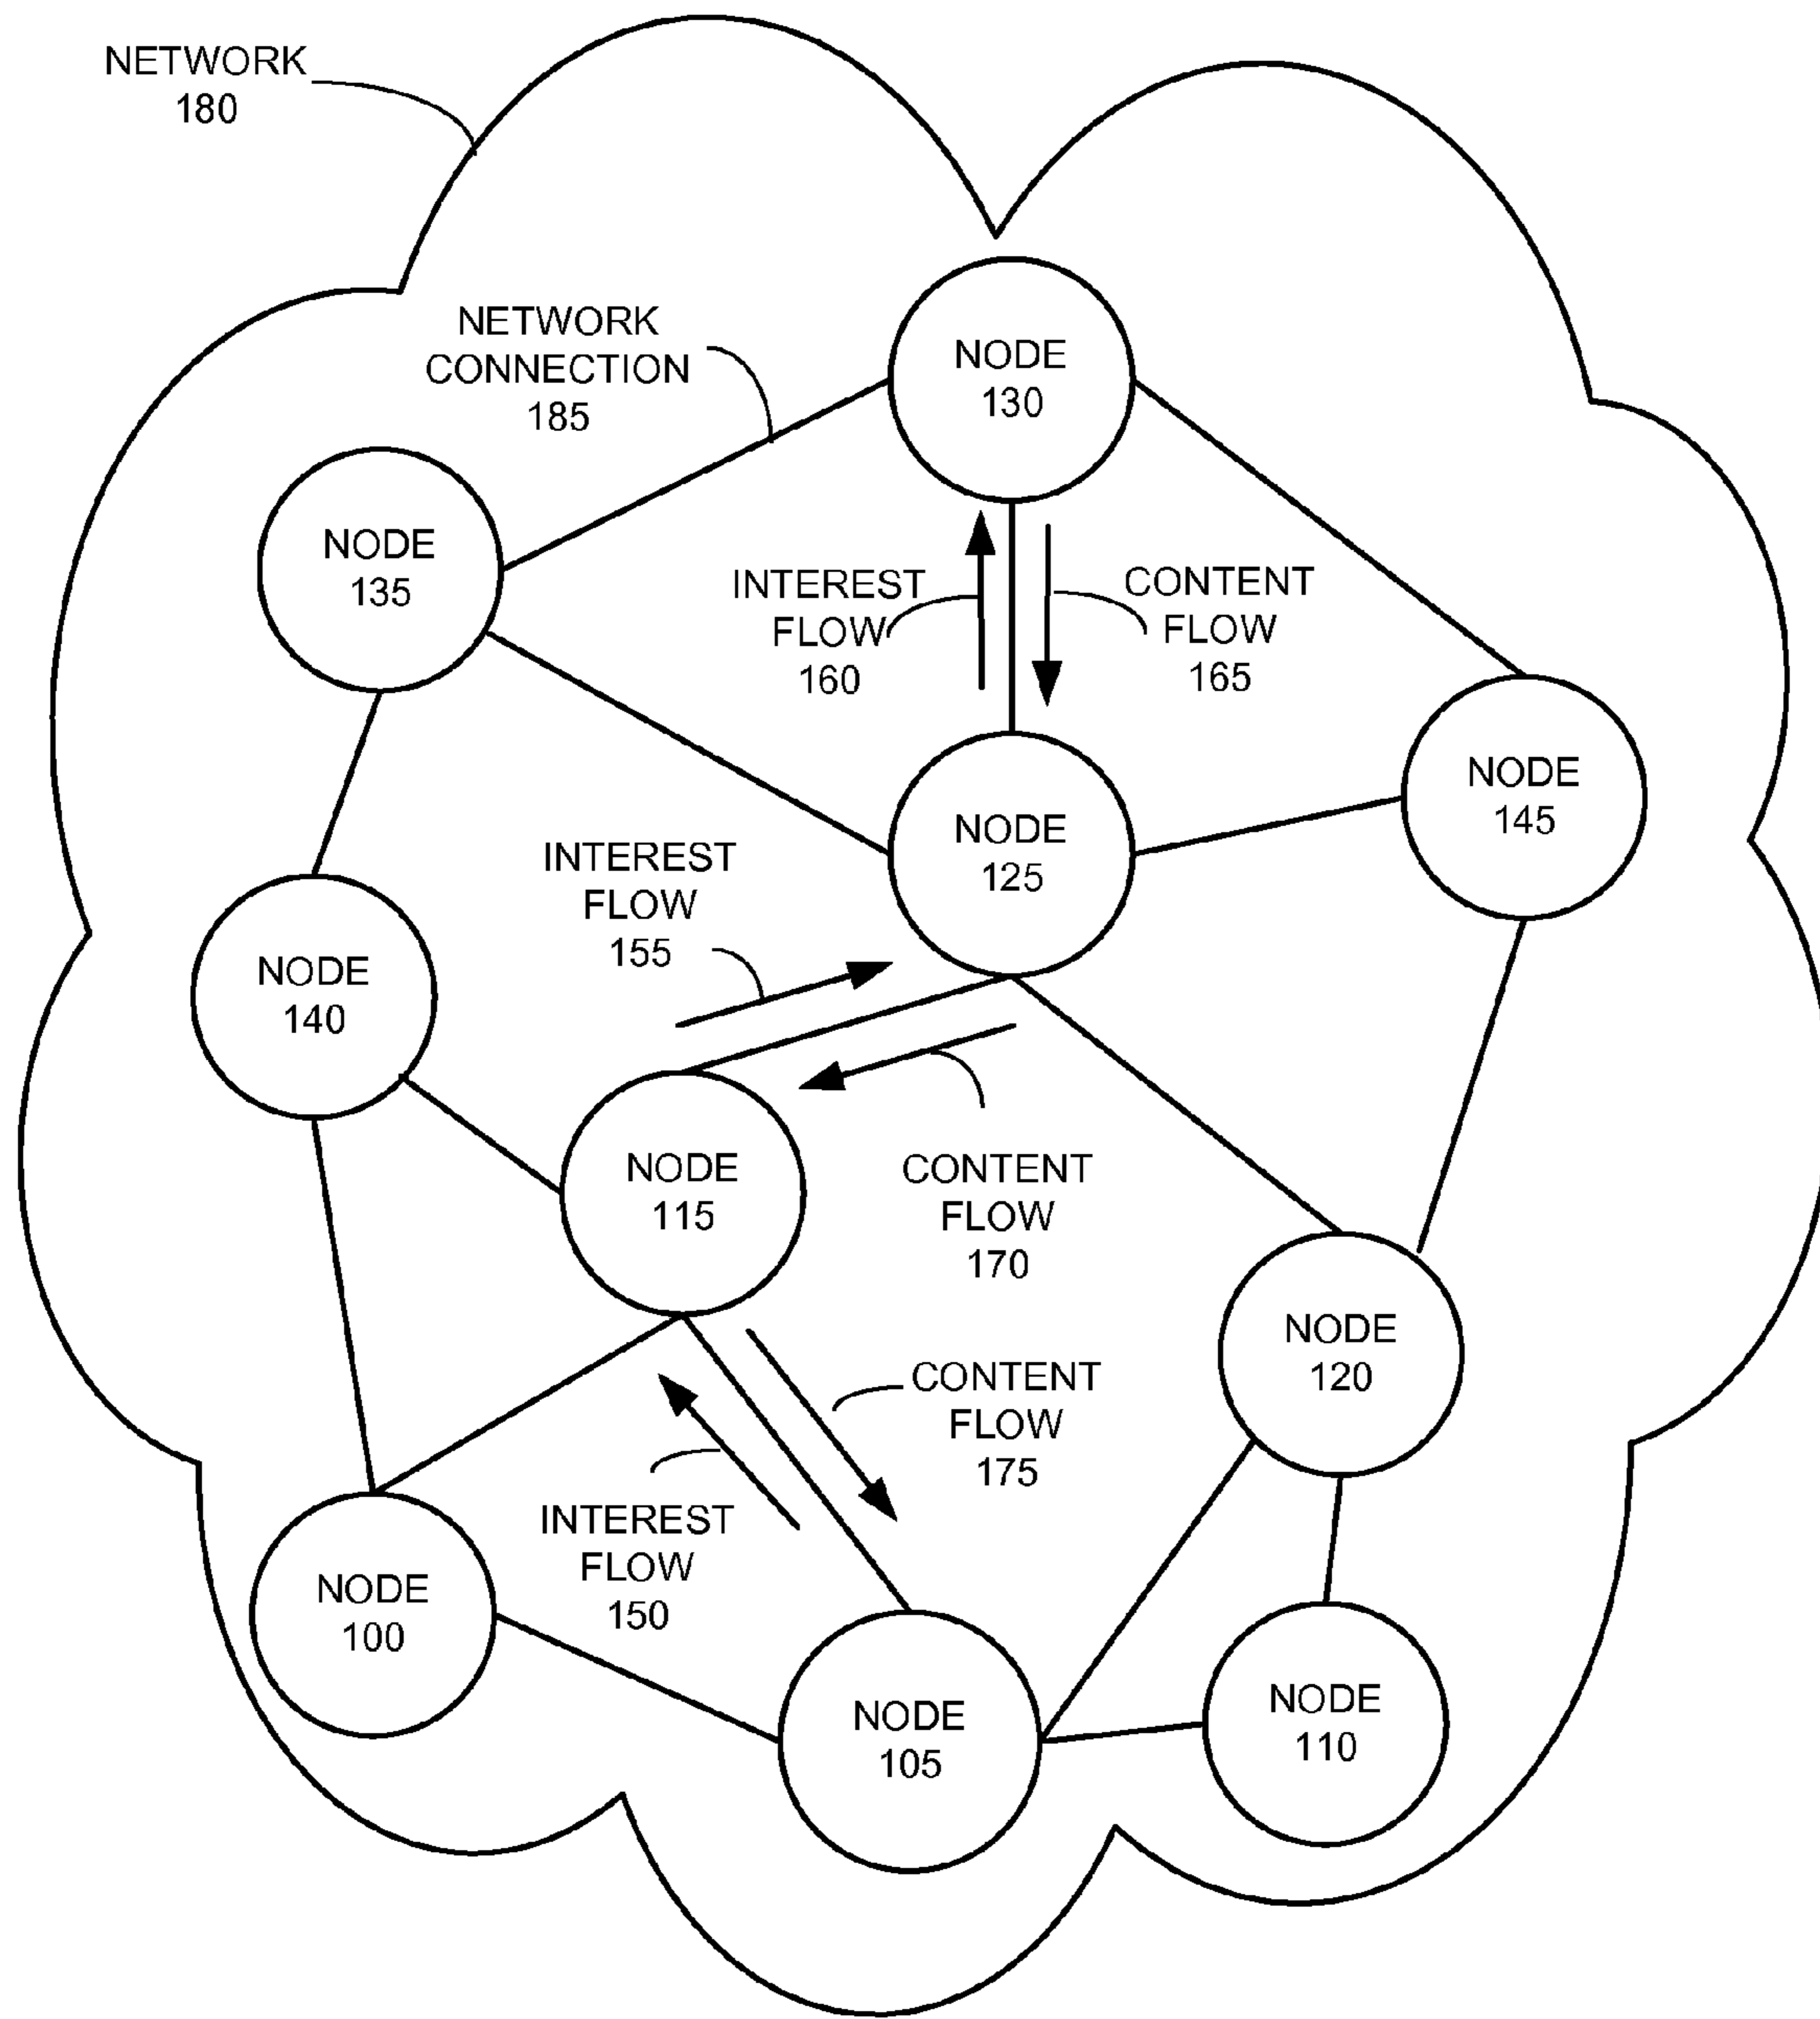 NETWORK
180
NETWORK
CONNECTION
185
NODE
130
NODE
135
INTEREST
FLOW
160
CONTENT
FLOW
165
NODE
145
NODE
125
INTEREST
FLOW
155
NODE
140
NODE
115
CONTENT
FLOW
170
NODE
120
CONTENT
FLOW
175
INTEREST
FLOW
150
NODE
100
NODE
105
NODE
110